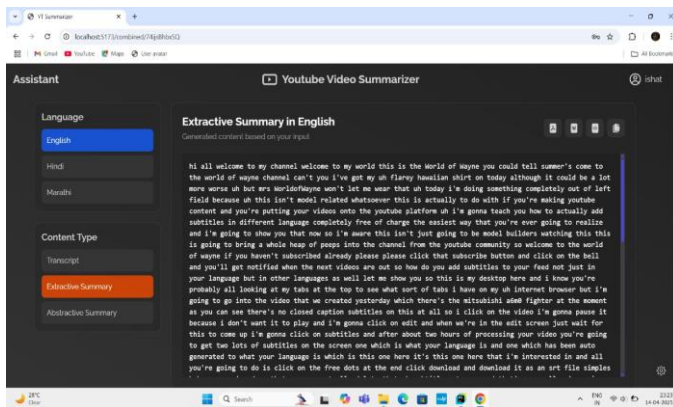 YT Summarizer
localhost:5173/combined/74ijsBhbxSQ
Gmail
YouTube
Maps
User avatar
All Bookmarks
Assistant
Youtube Video Summarizer
ishat
Language
English
Hindi
Marathi
Content Type
Transcript
Extractive Summary
Abstractive Summary
Extractive Summary in English
Generated content based on your input
hi all welcome to my channel welcome to my world this is the World of Wayne you could tell summer's come to
the world of wayne channel can't you i've got my uh flarey hawaiian shirt on today although it could be a lot
more worse uh but mrs WorldofWayne won't let me wear that uh today i'm doing something completely out of left
field because uh this isn't model related whatsoever this is actually to do with if you're making youtube
content and you're putting your videos onto the youtube platform uh i'm gonna teach you how to actually add
subtitles in different language completely free of charge the easiest way that you're ever going to realize
and i'm going to show you that now so i'm aware this isn't just going to be model builders watching this this
is going to bring a whole heap of peeps into the channel from the youtube community so welcome to the world
of wayne if you haven't subscribed already please please click that subscribe button and click on the bell
and you'll get notified when the next videos are out so how do you add subtitles to your feed not just in
your language but in other languages as well let me show you so this is my desktop here and i know you're
probably all looking at my tabs at the top to see what sort of tabs i have on my uh internet browser but i'm
going to go into the video that we created yesterday which there's the mitsubishi a6m0 fighter at the moment
as you can see there's no closed caption subtitles on this at all so i click on the video i'm gonna pause it
because i don't want it to play and i'm gonna click on edit and when we're in the edit screen just wait for
this to come up i'm gonna click on subtitles and after about two hours of processing your video you're going
to get two lots of subtitles on the screen one which is what your language is and one which has been auto
generated to what your language is which is this one here it's this one here that i'm interested in and all
you're going to do is click on the free dots at the end click download and download it as an srt file simples
28°C
Clear
Search
ENG
IN
23:23
14-04-2025